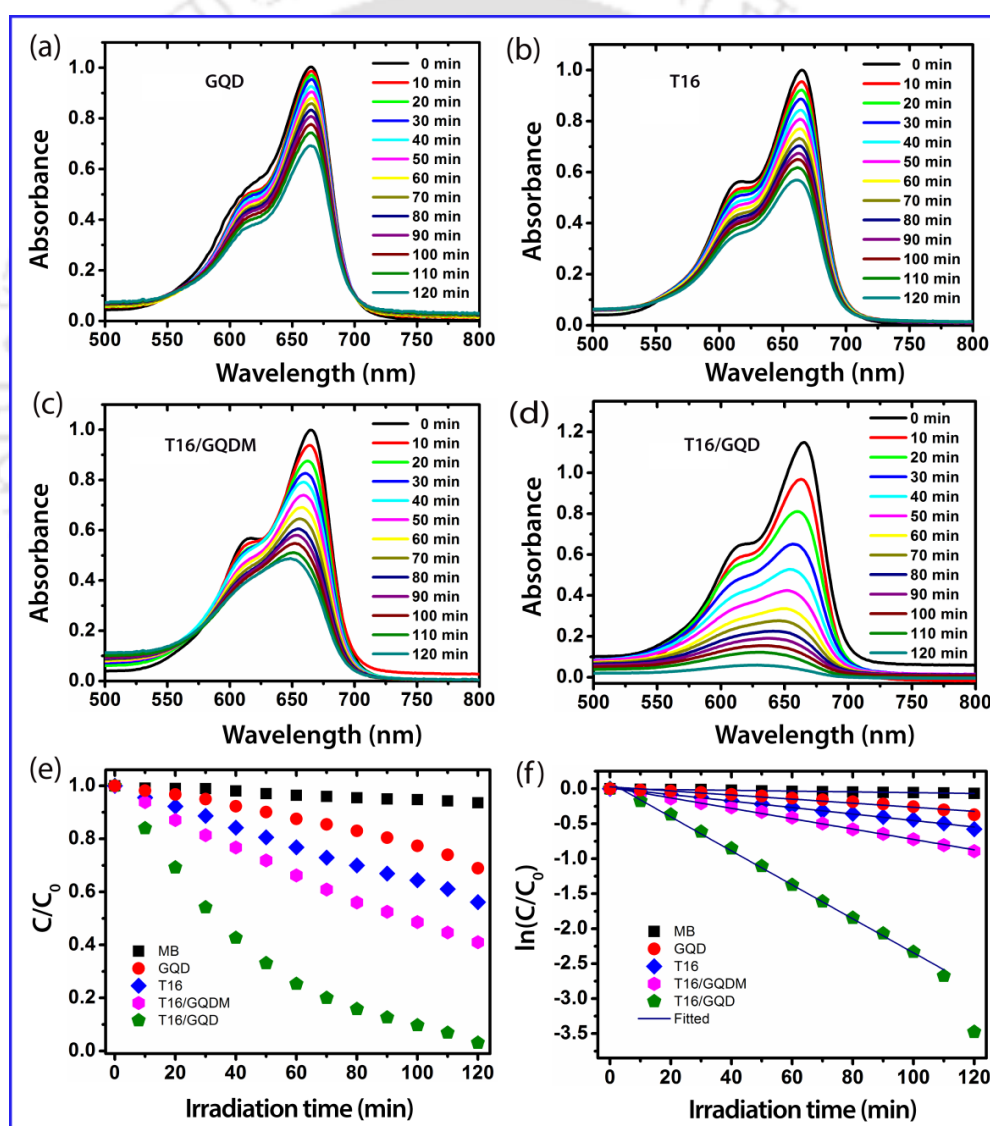 (a)
GQD
0 min
10 min
20 min
30 min
40 min
50 min
60 min
70 min
80 min
90 min
100 min
110 min
120 min
1.0
0.8
0.6
0.4
0.2
0.0
Absorbance
500 550 600 650 700 750 800
Wavelength (nm)
(b)
T16
0 min
10 min
20 min
30 min
40 min
50 min
60 min
70 min
80 min
90 min
100 min
110 min
120 min
1.0
0.8
0.6
0.4
0.2
0.0
Absorbance
500 550 600 650 700 750 800
Wavelength (nm)
(c)
T16/GQDM
0 min
10 min
20 min
30 min
40 min
50 min
60 min
70 min
80 min
90 min
100 min
110 min
120 min
1.0
0.8
0.6
0.4
0.2
0.0
Absorbance
500 550 600 650 700 750 800
Wavelength (nm)
(d)
T16/GQD
0 min
10 min
20 min
30 min
40 min
50 min
60 min
70 min
80 min
90 min
100 min
110 min
120 min
1.2
1.0
0.8
0.6
0.4
0.2
0.0
Absorbance
500 550 600 650 700 750 800
Wavelength (nm)
(e)
1.0
0.8
0.6
0.4
0.2
0.0
C/C₀
MB
GQD
T16
T16/GQDM
T16/GQD
0 20 40 60 80 100 120
Irradiation time (min)
(f)
0.0
-0.5
-1.0
-1.5
-2.0
-2.5
-3.0
-3.5
ln(C/C₀)
MB
GQD
T16
T16/GQDM
T16/GQD
Fitted
0 20 40 60 80 100 120
Irradiation time (min)